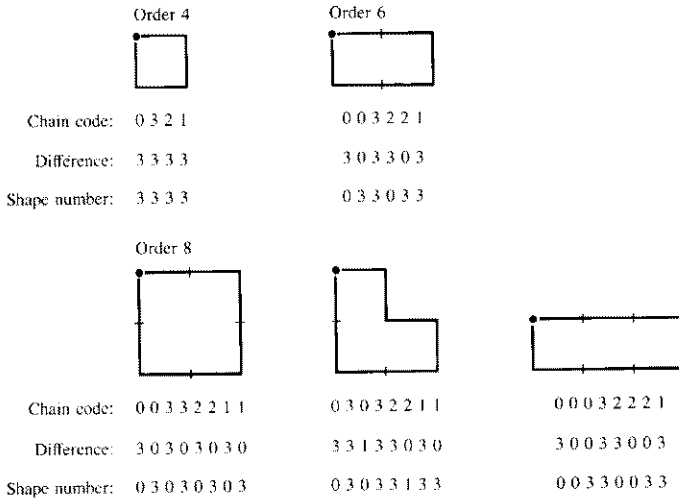 Order 4 Order 6
Chain code: 0 3 2 1 0 0 3 2 2 1
Différence: 3 3 3 3 3 0 3 3 0 3
Shape number: 3 3 3 3 0 3 3 0 3 3
Order 8
Chain code: 0 0 3 3 2 2 1 1 0 3 0 3 2 2 1 1 0 0 0 3 2 2 2 1
Difference: 3 0 3 0 3 0 3 0 3 3 1 3 3 0 3 0 3 0 0 3 3 0 0 3
Shape number: 0 3 0 3 0 3 0 3 0 3 0 3 3 1 3 3 0 0 3 3 0 0 3 3